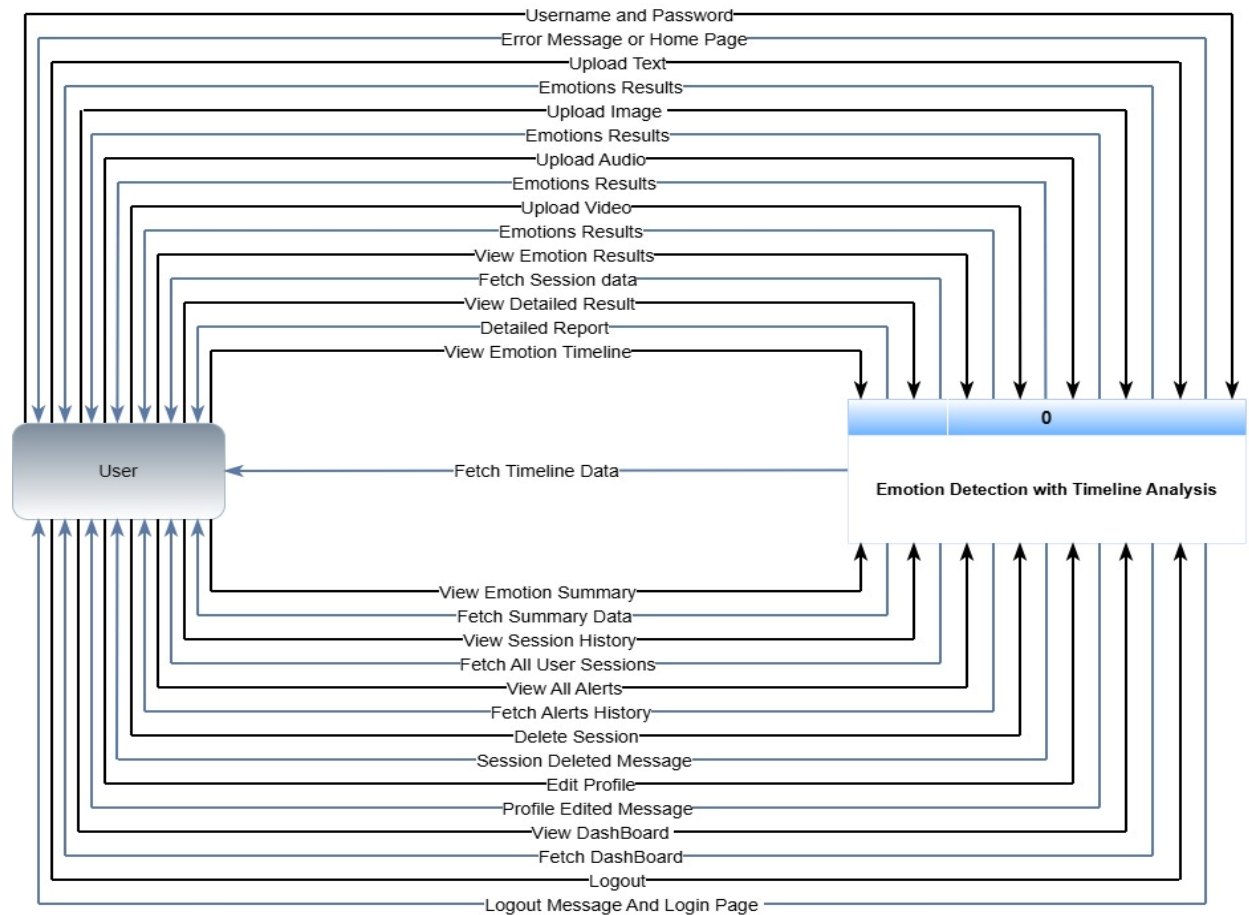 Username and Password
Error Message or Home Page
Upload Text
Emotions Results
Upload Image
Emotions Results
Upload Audio
Emotions Results
Upload Video
Emotions Results
View Emotion Results
Fetch Session data
View Detailed Result
Detailed Report
View Emotion Timeline
0
User
Fetch Timeline Data
Emotion Detection with Timeline Analysis
View Emotion Summary
Fetch Summary Data
View Session History
Fetch All User Sessions
View All Alerts
Fetch Alerts History
Delete Session
Session Deleted Message
Edit Profile
Profile Edited Message
View DashBoard
Fetch DashBoard
Logout
Logout Message And Login Page